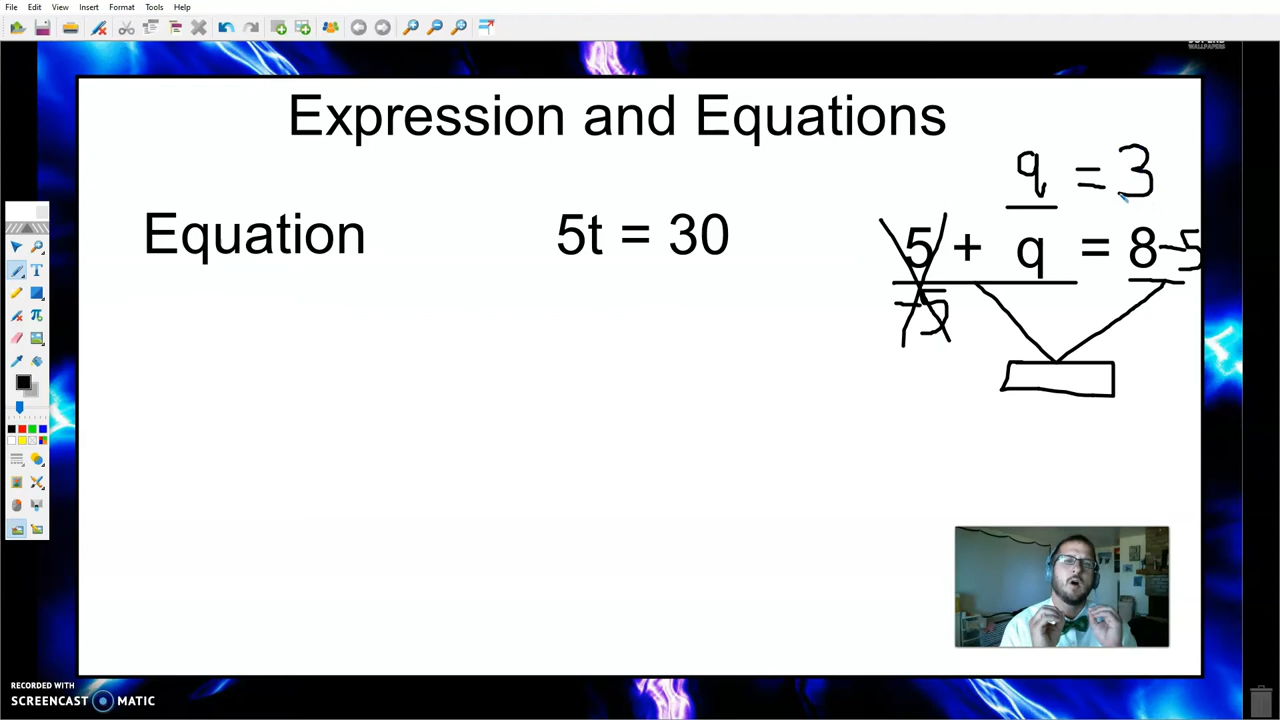 File Edit View Insert Format Tools Help
WALLPAPERS
Expression and Equations
q = 3
Equation 5t = 30 5 + q = 8 - 5
- 5
RECORDED WITH
SCREENCAST MATIC